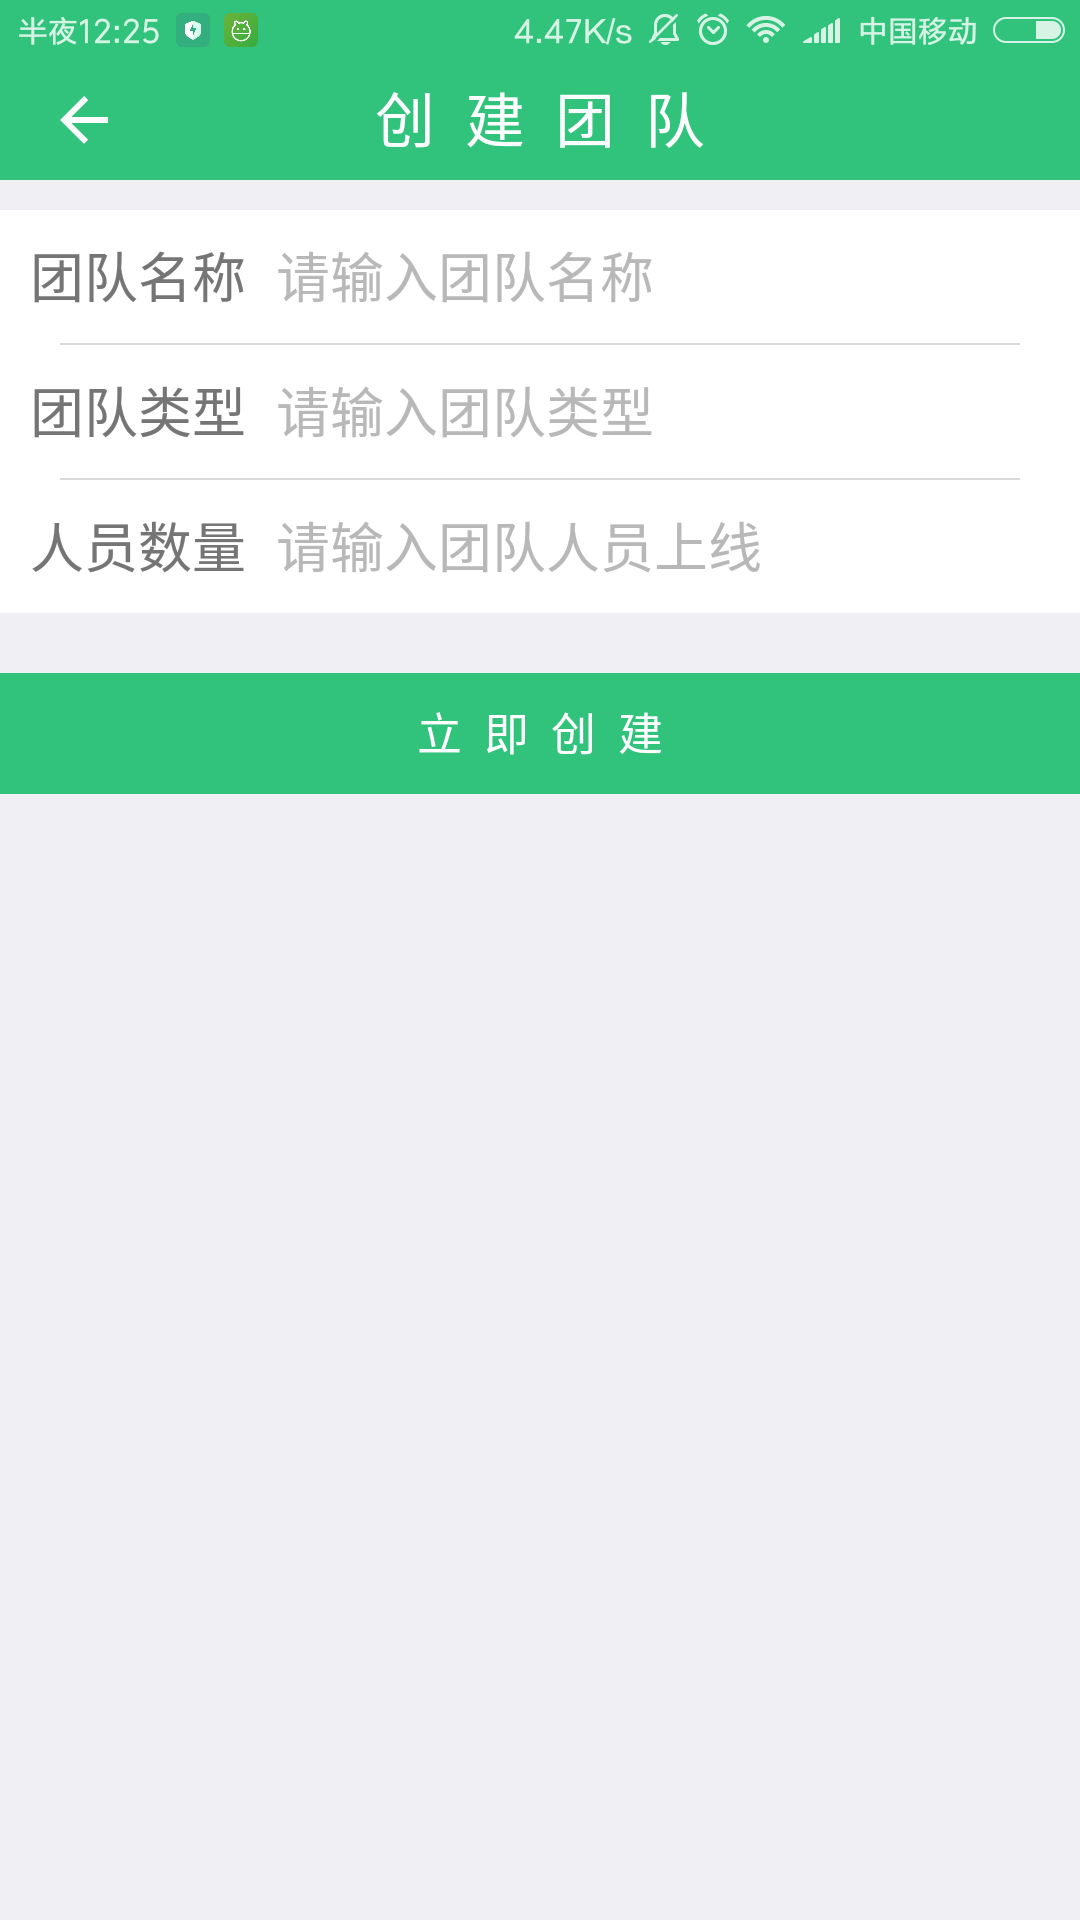 半夜12:25 4.47K/s 中国移动
创建团队
团队名称 请输入团队名称
团队类型 请输入团队类型
人员数量 请输入团队人员上线
立即创建